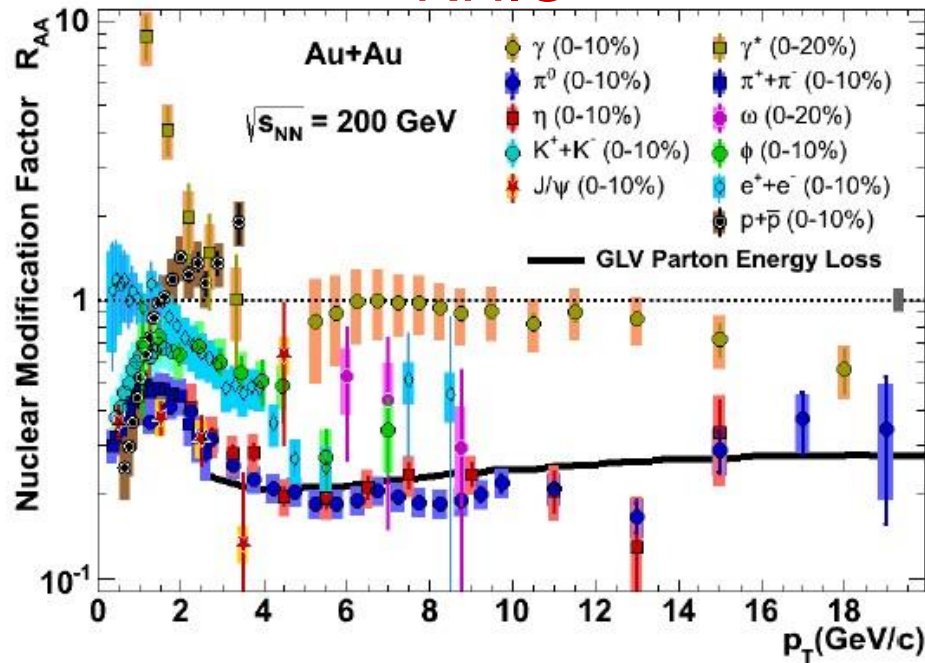 Nuclear Modification Factor R_AA
10
1
10⁻¹
Au+Au
√s_NN = 200 GeV
γ (0-10%)
γ* (0-20%)
π⁰ (0-10%)
π⁺+π⁻ (0-10%)
η (0-10%)
ω (0-20%)
K⁺+K⁻ (0-10%)
φ (0-10%)
J/ψ (0-10%)
e⁺+e⁻ (0-10%)
p+p̅ (0-10%)
GLV Parton Energy Loss
0 2 4 6 8 10 12 14 16 18
p_T(GeV/c)